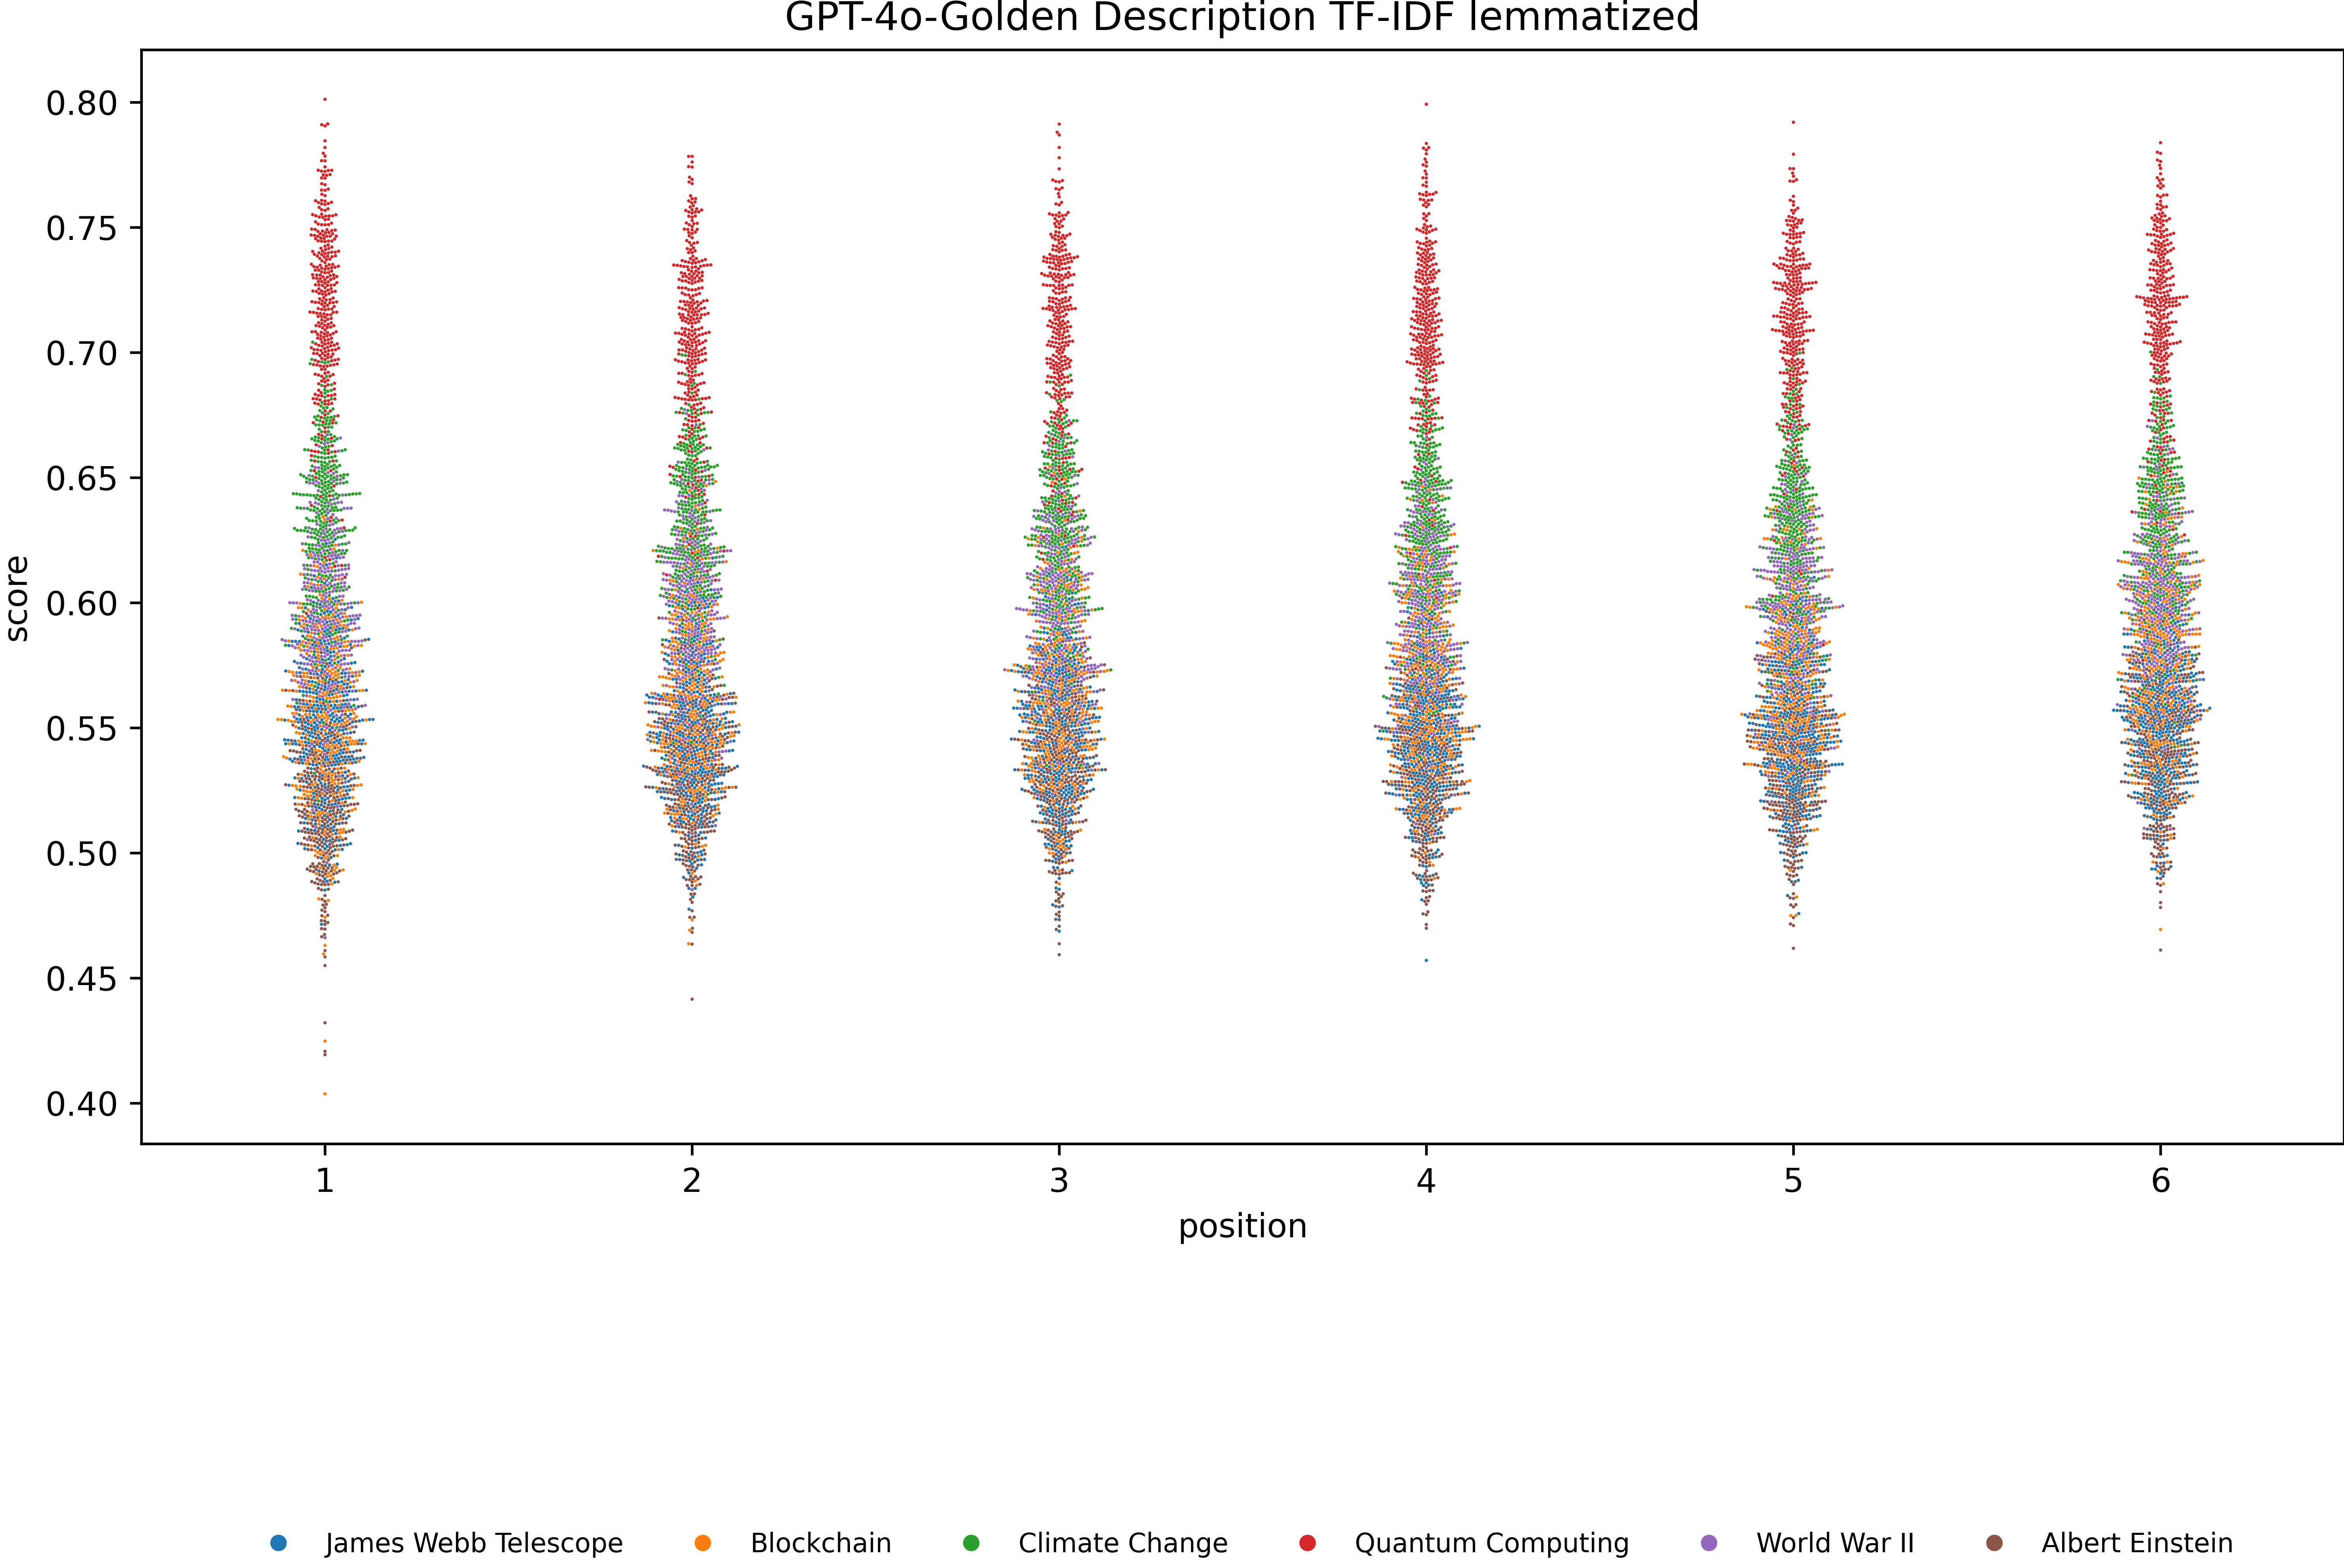 GPT-4o-Golden Description TF-IDF lemmatized
0.80
0.75
0.70
0.65
0.60
0.55
0.50
0.45
0.40
score
1 2 3 4 5 6
position
James Webb Telescope Blockchain Climate Change Quantum Computing World War II Albert Einstein